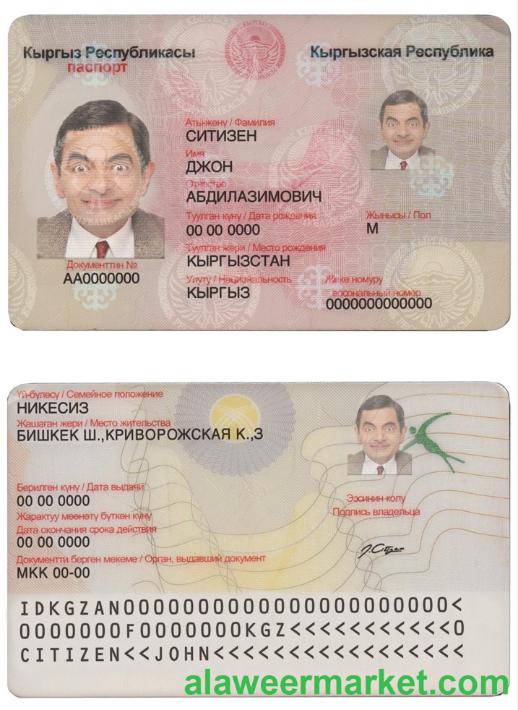 Кыргыз Республикасы
паспорт
Кыргызская Республика
Аты-жөнү / Фамилия
СИТИЗЕН
Имя
ДЖОН
Отчество
АБДИЛАЗИМОВИЧ
Туулган күнү / Дата рождения
00 00 0000
Жынысы / Пол
М
Туулган жери / Место рождения
КЫРГЫЗСТАН
Документтин №
АА0000000
Улуту / Национальность
КЫРГЫЗ
Жеке номуру
персональный номер
0000000000000
Үй-бүлөсү / Семейное положение
НИКЕСИЗ
Жашаган жери / Место жительства
БИШКЕК Ш.,КРИВОРОЖСКАЯ К.,3
Берилген күнү / Дата выдачи
00 00 0000
Жарактуу мөөнөтү бүткөн күнү
Дата окончания срока действия
00 00 0000
Документти берген мекеме / Орган, выдавший документ
МКК 00-00
Ээсинин колу
Подпись владельца
J.Citizen
IDKGZAN0000000000000000000000<
0000000F0000000KGZ<<<<<<<<<<<0
CITIZEN<<JOHN<<<<<<<<<<<<<<<<<
alaweermarket.com